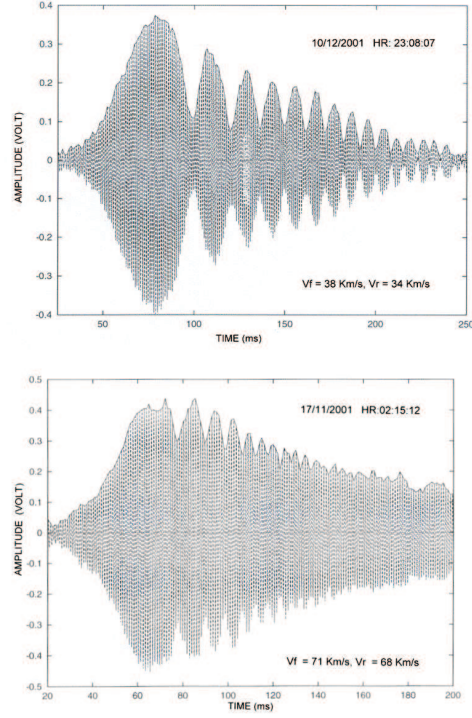 0.4
10/12/2001 HR: 23:08:07
0.3
0.2
0.1
0
-0.1
-0.2
-0.3
-0.4
AMPLITUDE (VOLT)
Vf = 38 Km/s, Vr = 34 Km/s
50 100 150 200 250
TIME (ms)
0.5
17/11/2001 HR:02:15:12
0.4
0.3
0.2
0.1
0
-0.1
-0.2
-0.3
-0.4
-0.5
AMPLITUDE (VOLT)
Vf = 71 Km/s, Vr = 68 Km/s
20 40 60 80 100 120 140 160 180 200
TIME (ms)